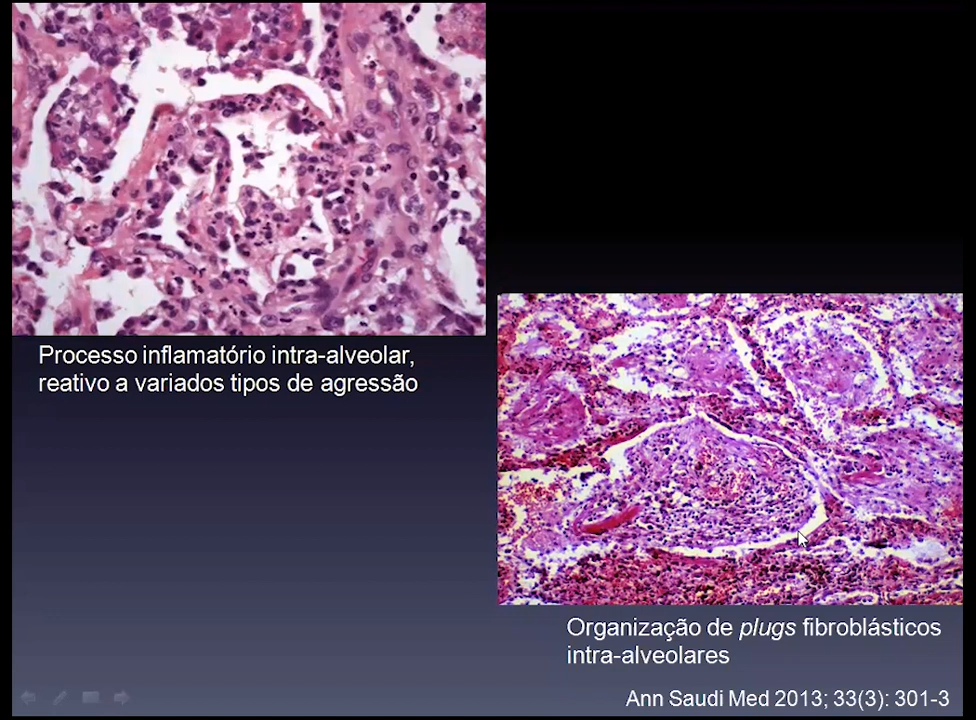 Processo inflamatório intra-alveolar,
reativo a variados tipos de agressão
Organização de plugs fibroblásticos
intra-alveolares
Ann Saudi Med 2013; 33(3): 301-3